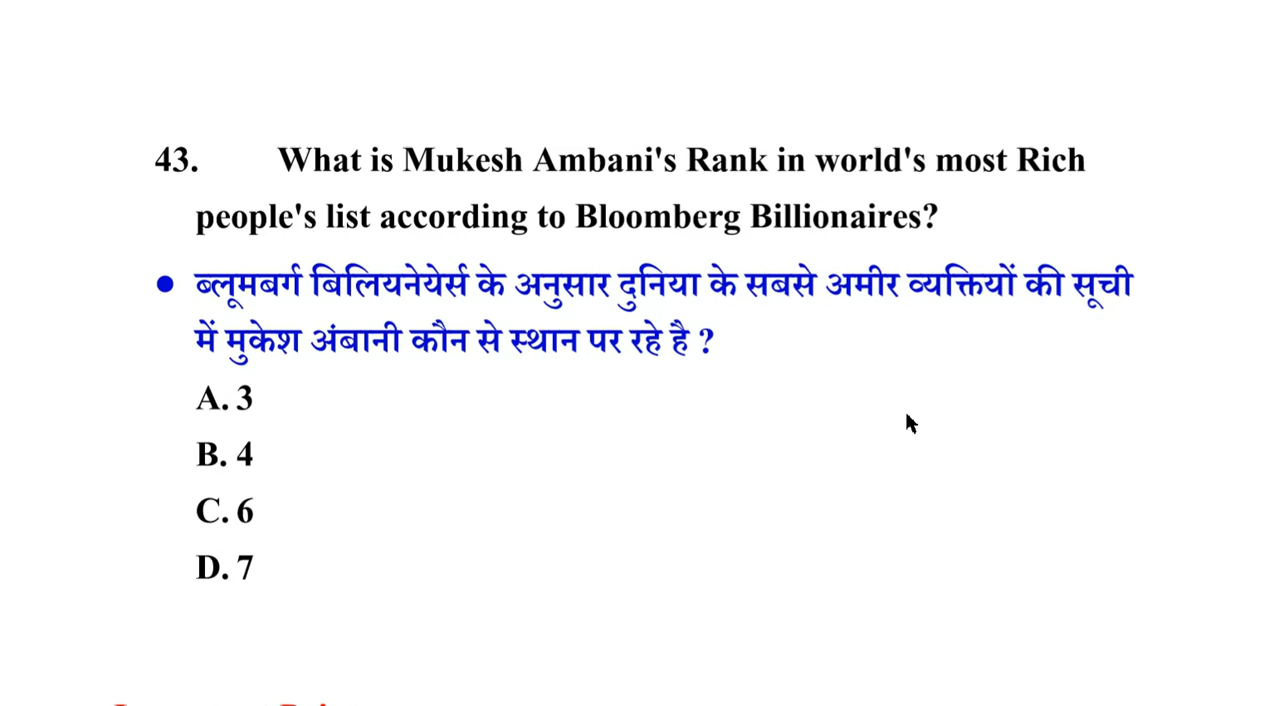 43. What is Mukesh Ambani's Rank in world's most Rich
people's list according to Bloomberg Billionaires?
• ब्लूमबर्ग बिलियनेयेर्स के अनुसार दुनिया के सबसे अमीर व्यक्तियों की सूची
में मुकेश अंबानी कौन से स्थान पर रहे है ?
A. 3
B. 4
C. 6
D. 7